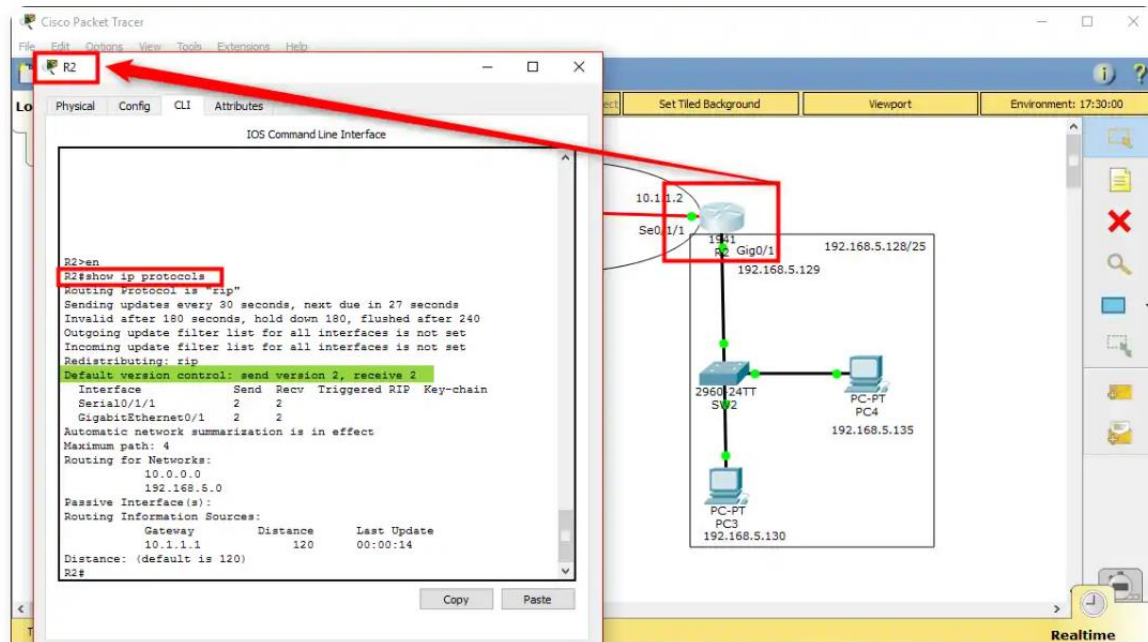 Cisco Packet Tracer
File Edit Options View Tools Extensions Help
R2
Physical Config CLI Attributes
IOS Command Line Interface
R2>en
R2#show ip protocols
Routing Protocol is "rip"
Sending updates every 30 seconds, next due in 27 seconds
Invalid after 180 seconds, hold down 180, flushed after 240
Outgoing update filter list for all interfaces is not set
Incoming update filter list for all interfaces is not set
Redistributing: rip
Default version control: send version 2, receive 2
Interface Send Recv Triggered RIP Key-chain
Serial0/1/1 2 2
GigabitEthernet0/1 2 2
Automatic network summarization is in effect
Maximum path: 4
Routing for Networks:
10.0.0.0
192.168.5.0
Passive Interface(s):
Routing Information Sources:
Gateway Distance Last Update
10.1.1.1 120 00:00:14
Distance: (default is 120)
R2#
Copy Paste
Set Tiled Background Viewport Environment: 17:30:00
10.1.1.2
Se0/1/1
1941
R2 Gig0/1
192.168.5.128/25
192.168.5.129
2960-24TT
SW2
PC-PT
PC4
192.168.5.135
PC-PT
PC3
192.168.5.130
Realtime